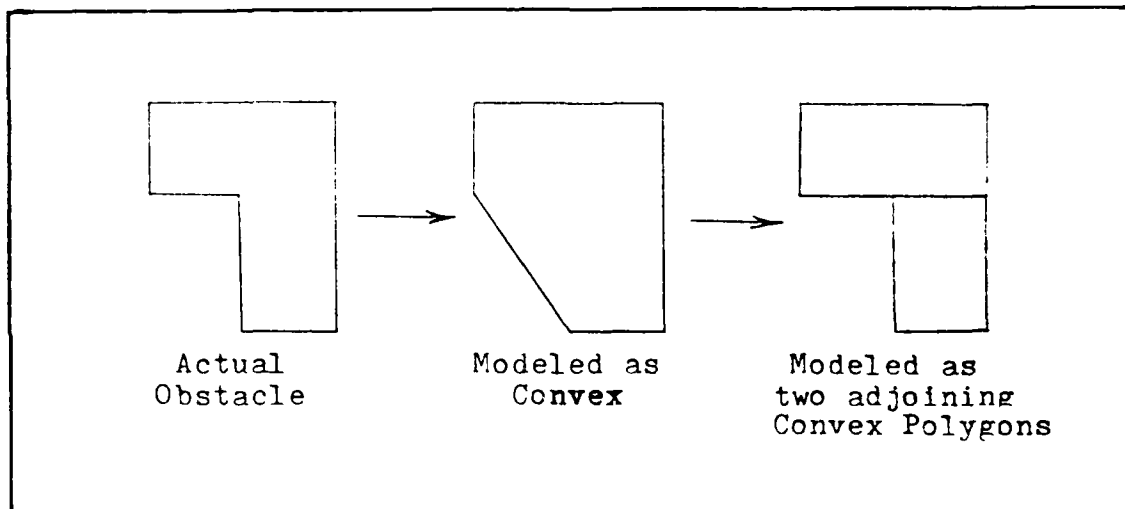 Actual
Obstacle
Modeled as
Convex
Modeled as
two adjoining
Convex Polygons